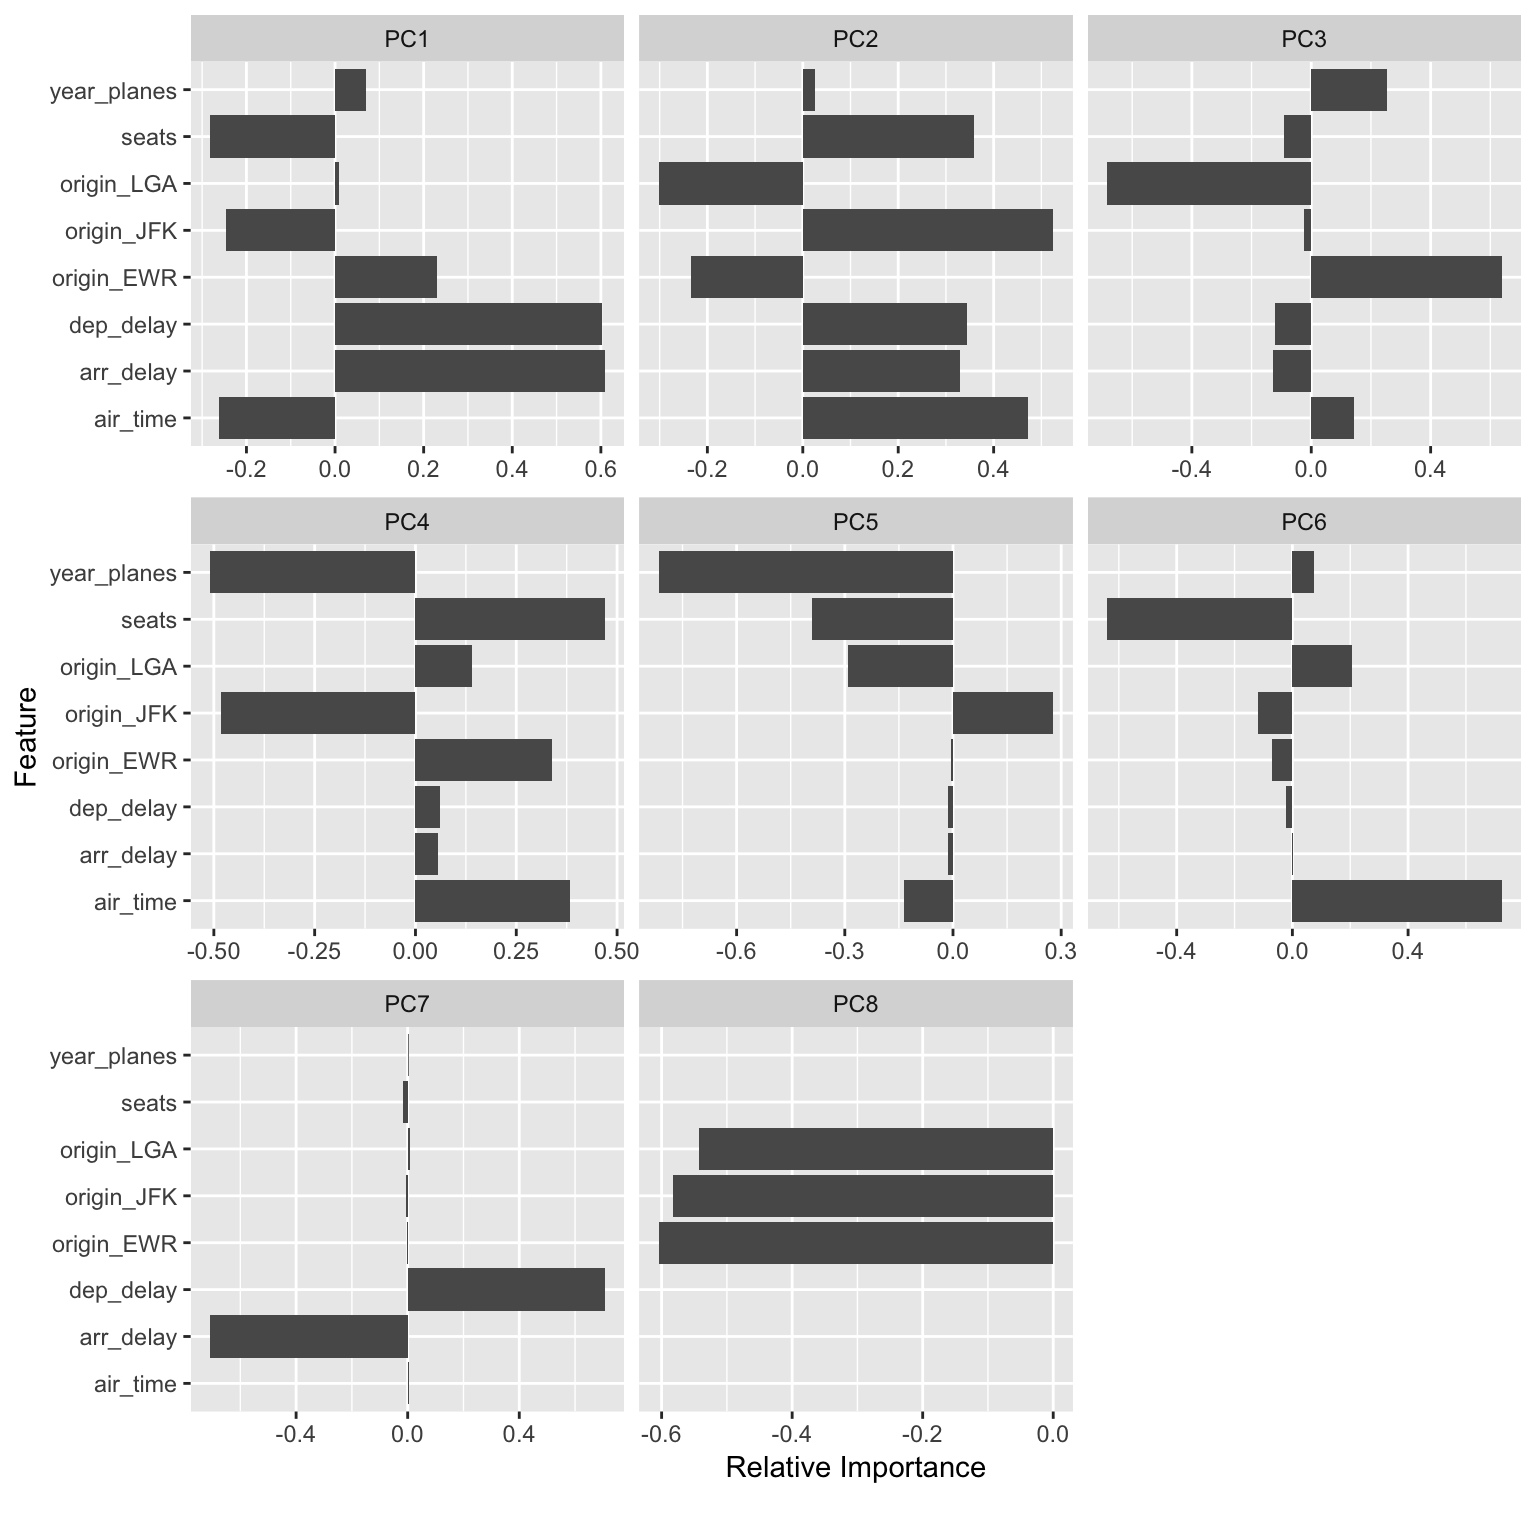 PC1 PC2 PC3
year_planes
seats
origin_LGA
origin_JFK
origin_EWR
dep_delay
arr_delay
air_time
-0.2 0.0 0.2 0.4 0.6 -0.2 0.0 0.2 0.4 -0.4 0.0 0.4
PC4 PC5 PC6
year_planes
seats
origin_LGA
origin_JFK
origin_EWR
dep_delay
arr_delay
air_time
-0.50 -0.25 0.00 0.25 0.50 -0.6 -0.3 0.0 0.3 -0.4 0.0 0.4
Feature
PC7 PC8
year_planes
seats
origin_LGA
origin_JFK
origin_EWR
dep_delay
arr_delay
air_time
-0.4 0.0 0.4 -0.6 -0.4 -0.2 0.0
Relative Importance